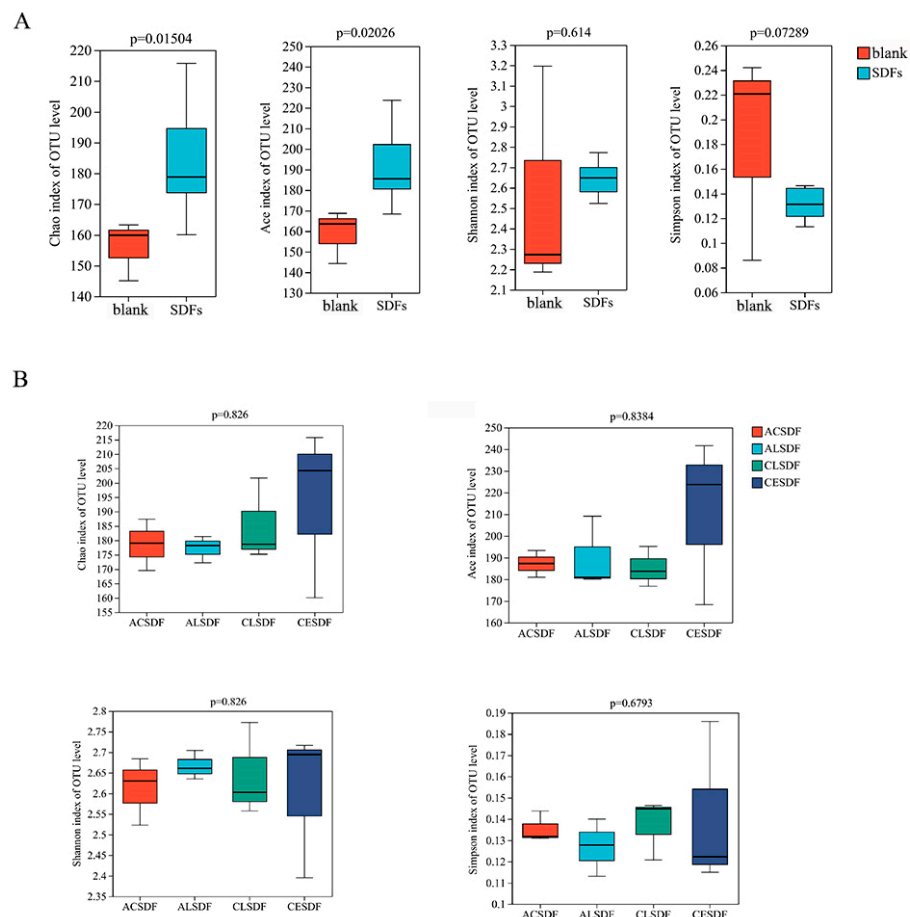 A
p=0.01504
Chao index of OTU level
220
210
200
190
180
170
160
150
140
blank
SDFs
p=0.02026
Ace index of OTU level
250
240
230
220
210
200
190
180
170
160
150
140
130
blank
SDFs
p=0.614
Shannon index of OTU level
3.3
3.2
3.1
3
2.9
2.8
2.7
2.6
2.5
2.4
2.3
2.2
2.1
blank
SDFs
p=0.07289
Simpson index of OTU level
0.26
0.24
0.22
0.2
0.18
0.16
0.14
0.12
0.1
0.08
0.06
blank
SDFs
blank
SDFs
B
p=0.826
Chao index of OTU level
220
215
210
205
200
195
190
185
180
175
170
165
160
155
ACSDF
ALSDF
CLSDF
CESDF
p=0.8384
Ace index of OTU level
250
240
230
220
210
200
190
180
170
160
ACSDF
ALSDF
CLSDF
CESDF
ACSDF
ALSDF
CLSDF
CESDF
p=0.826
Shannon index of OTU level
2.8
2.75
2.7
2.65
2.6
2.55
2.5
2.45
2.4
2.35
ACSDF
ALSDF
CLSDF
CESDF
p=0.6793
Simpson index of OTU level
0.19
0.18
0.17
0.16
0.15
0.14
0.13
0.12
0.11
0.1
ACSDF
ALSDF
CLSDF
CESDF